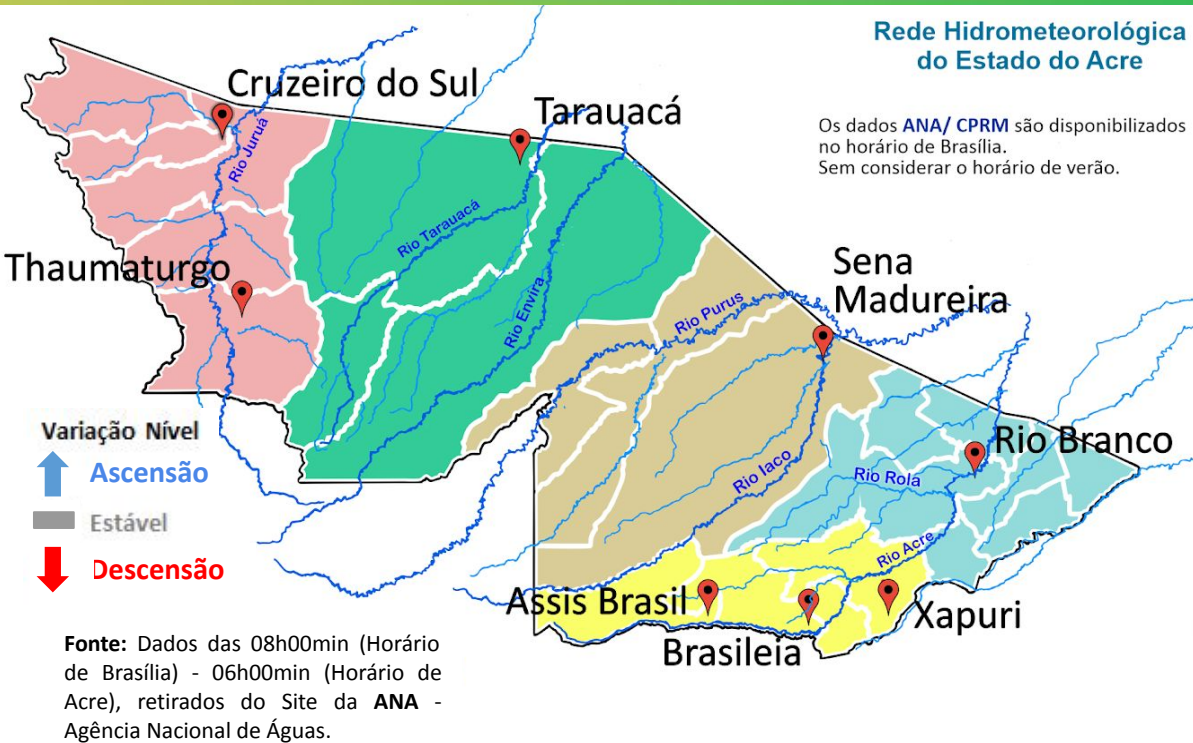 Rede Hidrometeorológica
do Estado do Acre
Os dados ANA/ CPRM são disponibilizados
no horário de Brasília.
Sem considerar o horário de verão.
Cruzeiro do Sul
Tarauacá
Rio Juruá
Rio Tarauacá
Thaumaturgo
Rio Envira
Sena
Madureira
Rio Purus
Variação Nível
Ascensão
Estável
Descensão
Rio Branco
Rio Iaco
Rio Rola
Rio Acre
Assis Brasil
Xapuri
Brasileia
Fonte: Dados das 08h00min (Horário
de Brasília) - 06h00min (Horário de
Acre), retirados do Site da ANA -
Agência Nacional de Águas.